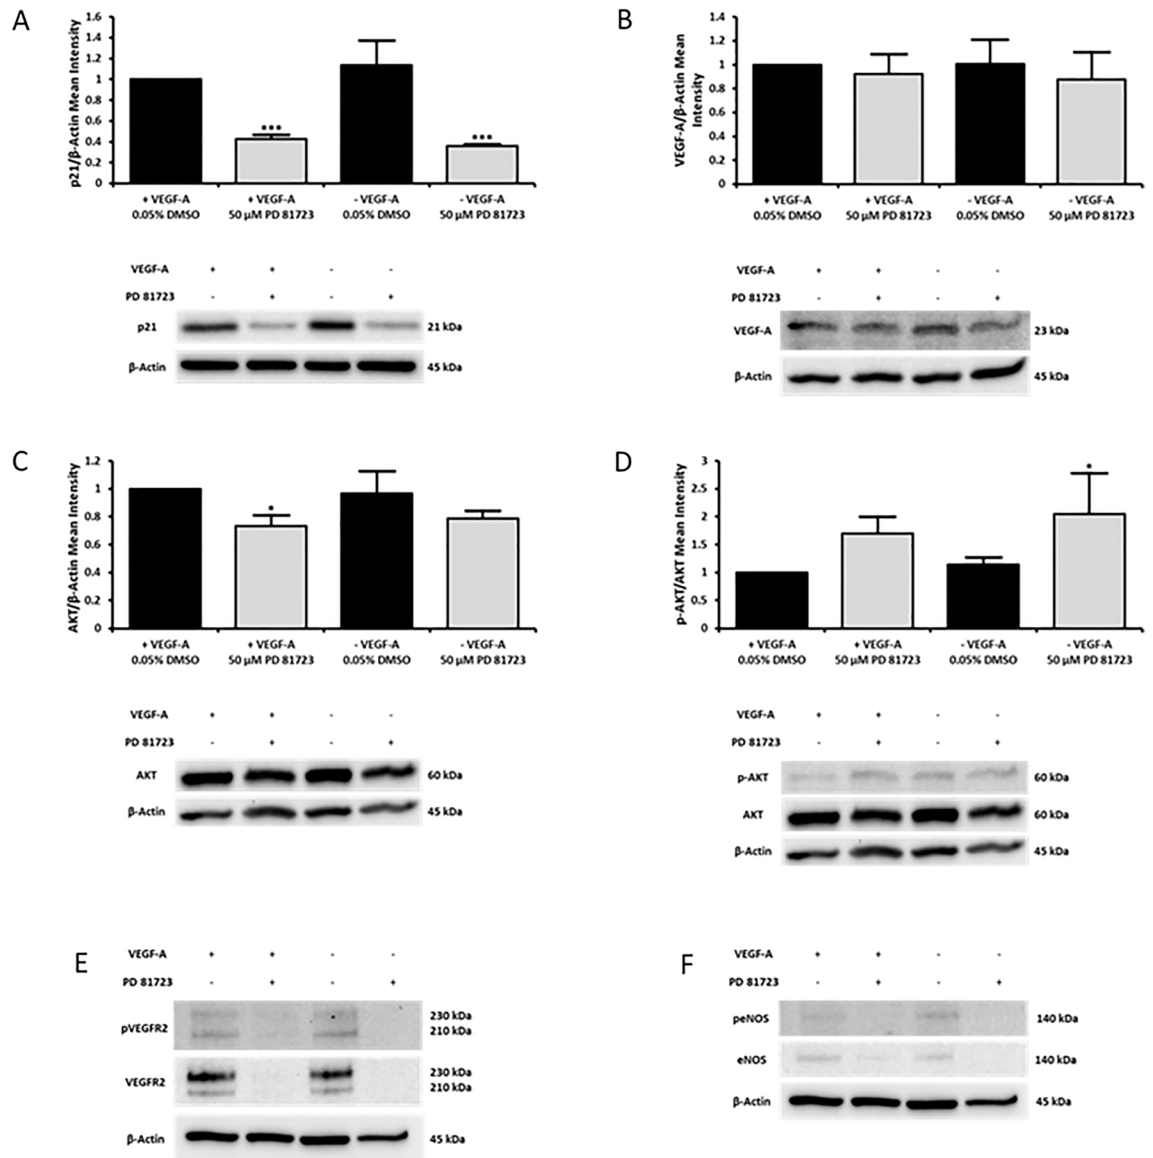 A
p21/β-Actin Mean Intensity
1.6
1.4
1.2
1
0.8
0.6
0.4
0.2
0
•••
•••
+ VEGF-A + VEGF-A - VEGF-A - VEGF-A
0.05% DMSO 50 µM PD 81723 0.05% DMSO 50 µM PD 81723
VEGF-A + + - -
PD 81723 - + - +
p21 21 kDa
β-Actin 45 kDa
B
VEGF-A/β-Actin Mean
Intensity
1.4
1.2
1
0.8
0.6
0.4
0.2
0
+ VEGF-A + VEGF-A - VEGF-A - VEGF-A
0.05% DMSO 50 µM PD 81723 0.05% DMSO 50 µM PD 81723
VEGF-A + + - -
PD 81723 - + - +
VEGF-A 23 kDa
β-Actin 45 kDa
C
AKT/β-Actin Mean Intensity
1.2
1
0.8
0.6
0.4
0.2
0
•
+ VEGF-A + VEGF-A - VEGF-A - VEGF-A
0.05% DMSO 50 µM PD 81723 0.05% DMSO 50 µM PD 81723
VEGF-A + + - -
PD 81723 - + - +
AKT 60 kDa
β-Actin 45 kDa
D
p-AKT/AKT Mean Intensity
3
2.5
2
1.5
1
0.5
0
•
+ VEGF-A + VEGF-A - VEGF-A - VEGF-A
0.05% DMSO 50 µM PD 81723 0.05% DMSO 50 µM PD 81723
VEGF-A + + - -
PD 81723 - + - +
p-AKT 60 kDa
AKT 60 kDa
β-Actin 45 kDa
E
VEGF-A + + - -
PD 81723 - + - +
pVEGFR2 230 kDa
210 kDa
VEGFR2 230 kDa
210 kDa
β-Actin 45 kDa
F
VEGF-A + + - -
PD 81723 - + - +
peNOS 140 kDa
eNOS 140 kDa
β-Actin 45 kDa